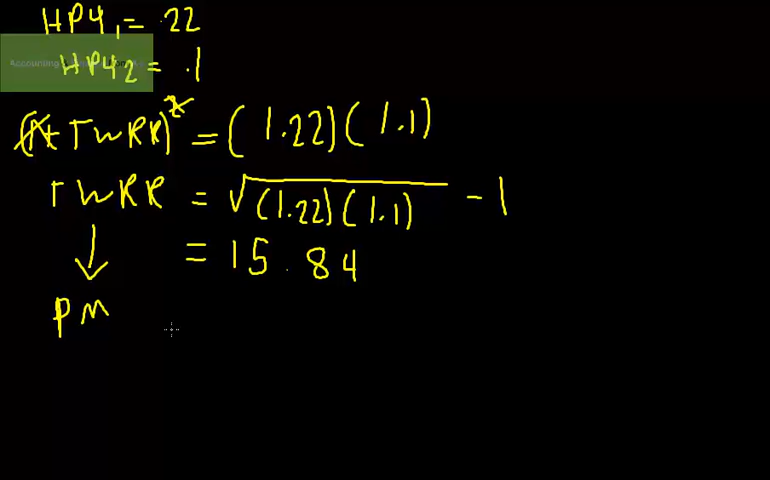 HPY₁ = .22
HPY₂ = .1
(1+TWRR)² = (1.22)(1.1)
TWRR = √(1.22)(1.1) - 1
= 15.84
PM